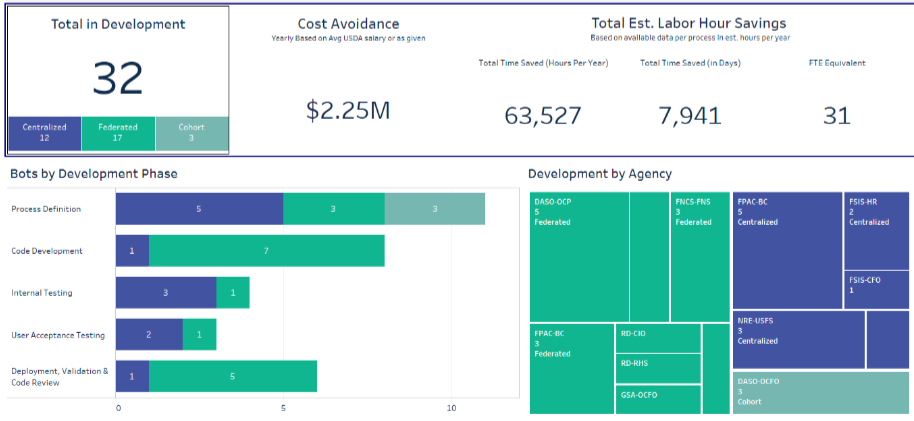 Total in Development
32
Centralized
12
Federated
17
Cohort
3
Cost Avoidance
Yearly Based on Avg USDA salary or as given
$2.25M
Total Est. Labor Hour Savings
Based on available data per process in est. hours per year
Total Time Saved (Hours Per Year)
63,527
Total Time Saved (in Days)
7,941
FTE Equivalent
31
Bots by Development Phase
Process Definition
5
3
3
Code Development
1
7
Internal Testing
3
1
User Acceptance Testing
2
1
Deployment, Validation &
Code Review
1
5
0
5
10
Development by Agency
DASO-OCP
5
Federated
FNCS-FNS
3
Federated
FPAC-BC
3
Federated
RD-CIO
RD-RHS
GSA-OCFO
FPAC-BC
5
Centralized
FSIS-HR
2
Centralized
FSIS-CFO
1
NRE-USFS
3
Centralized
DASO-OCFO
3
Cohort